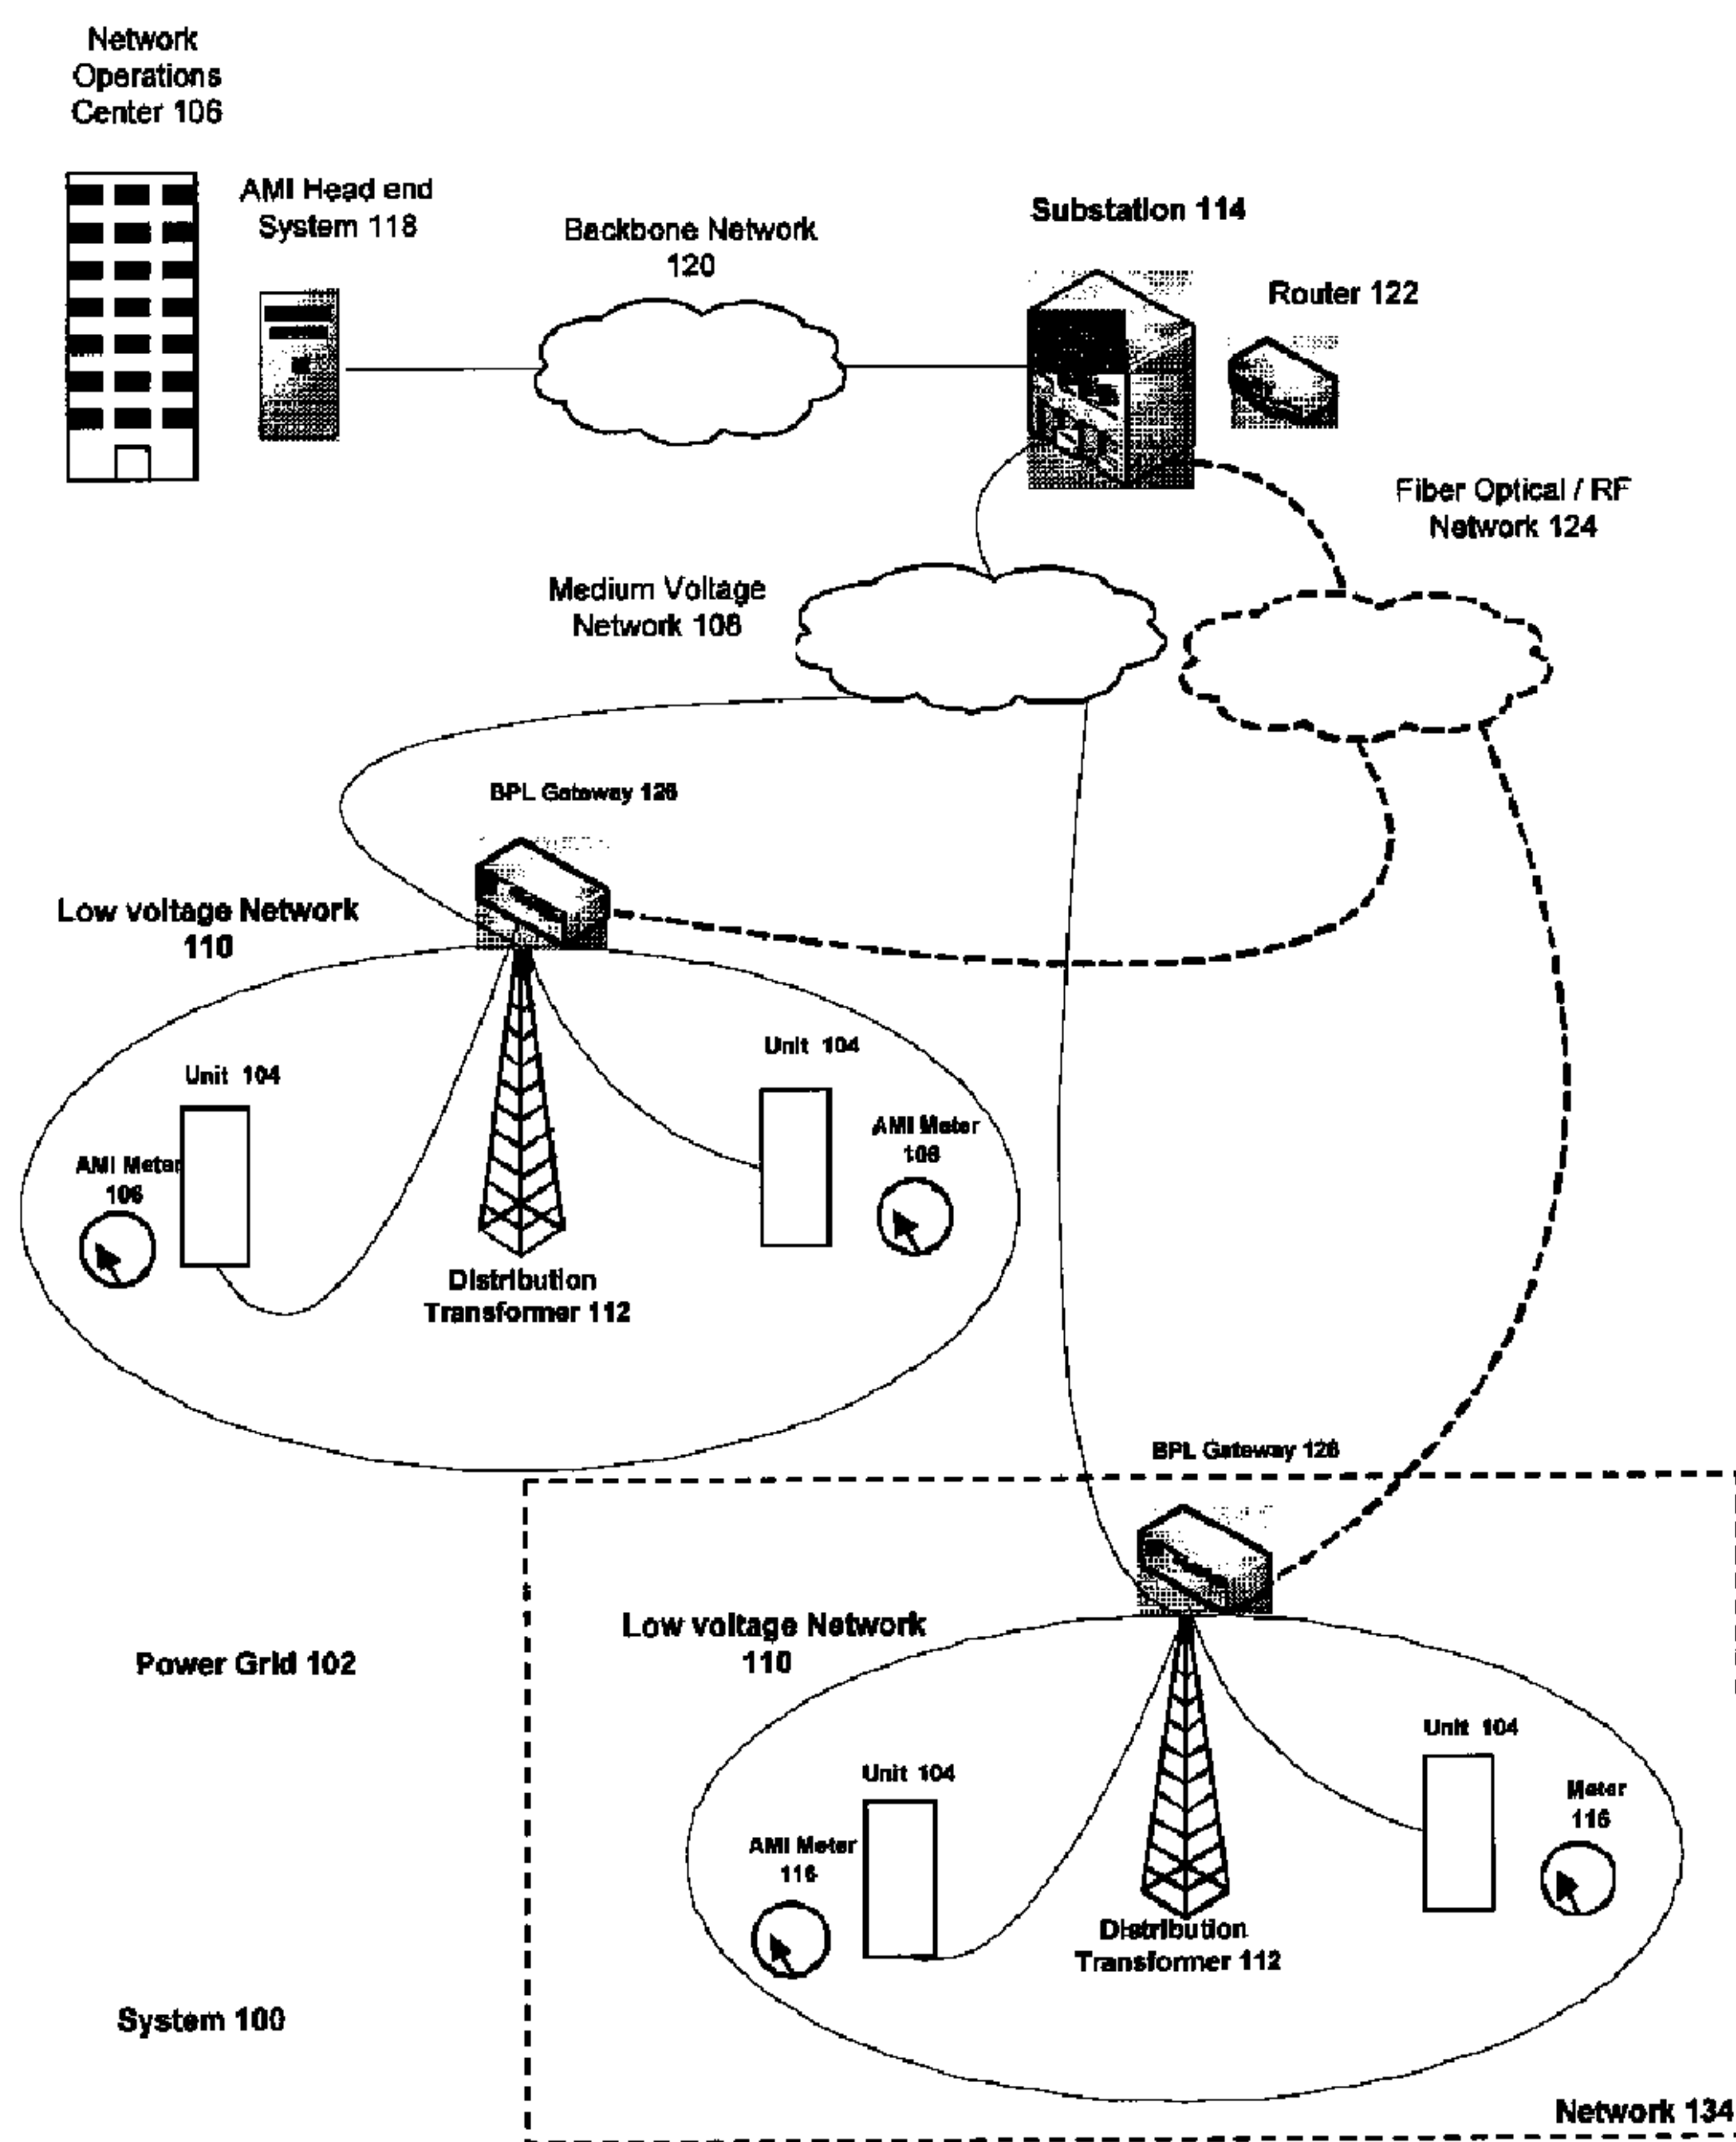 Network
Operations
Center 106
AMI Head end
System 118
Backbone Network
120
Substation 114
Router 122
Fiber Optical / RF
Network 124
Medium Voltage
Network 108
BPL Gateway 126
Low voltage Network
110
Unit 104
Unit 104
AMI Meter
106
AMI Meter
106
Distribution
Transformer 112
BPL Gateway 126
Low voltage Network
110
Power Grid 102
Unit 104
Unit 104
Meter
116
AMI Meter
116
Distribution
Transformer 112
System 100
Network 134